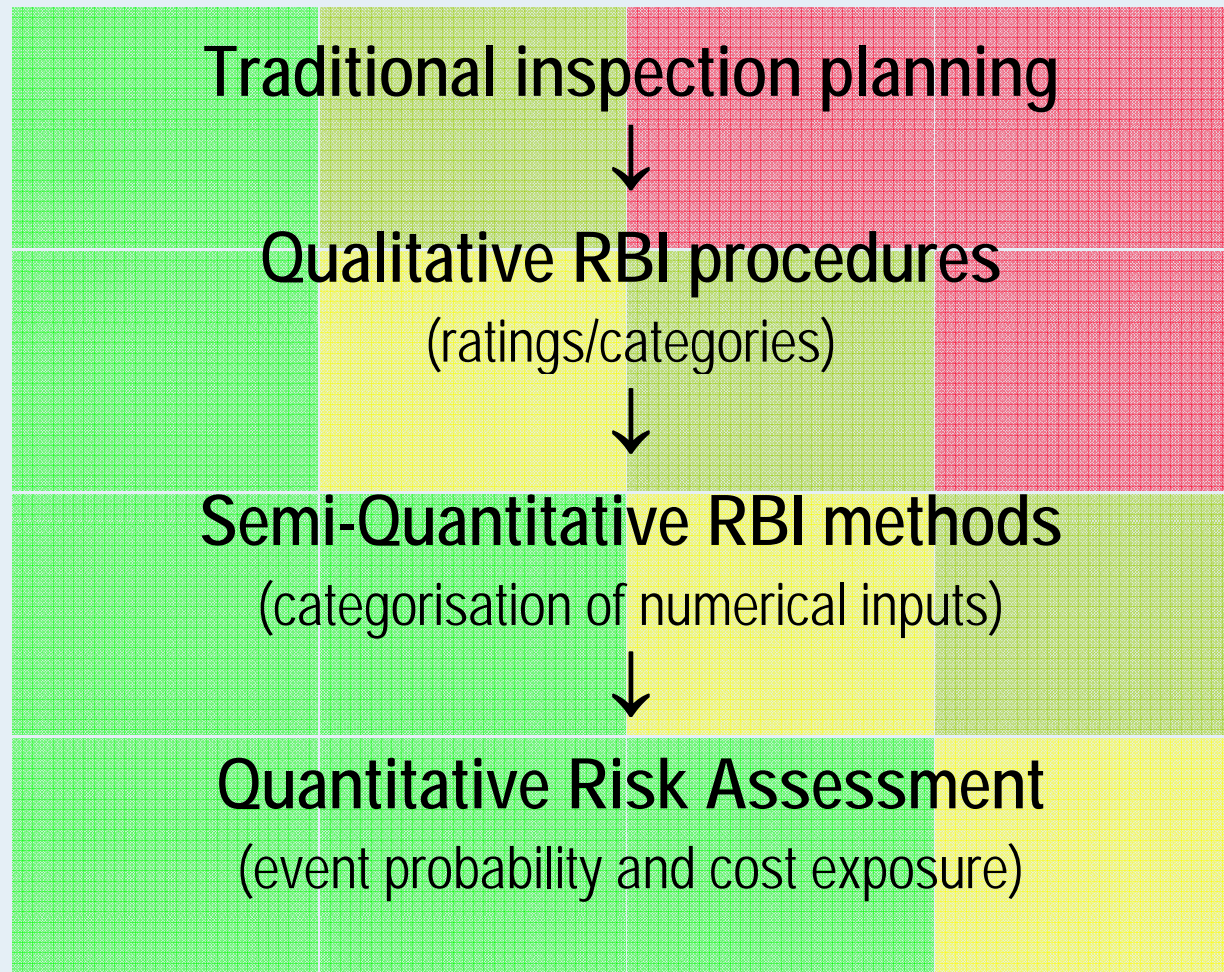 Traditional inspection planning
↓
Qualitative RBI procedures
(ratings/categories)
↓
Semi-Quantitative RBI methods
(categorisation of numerical inputs)
↓
Quantitative Risk Assessment
(event probability and cost exposure)